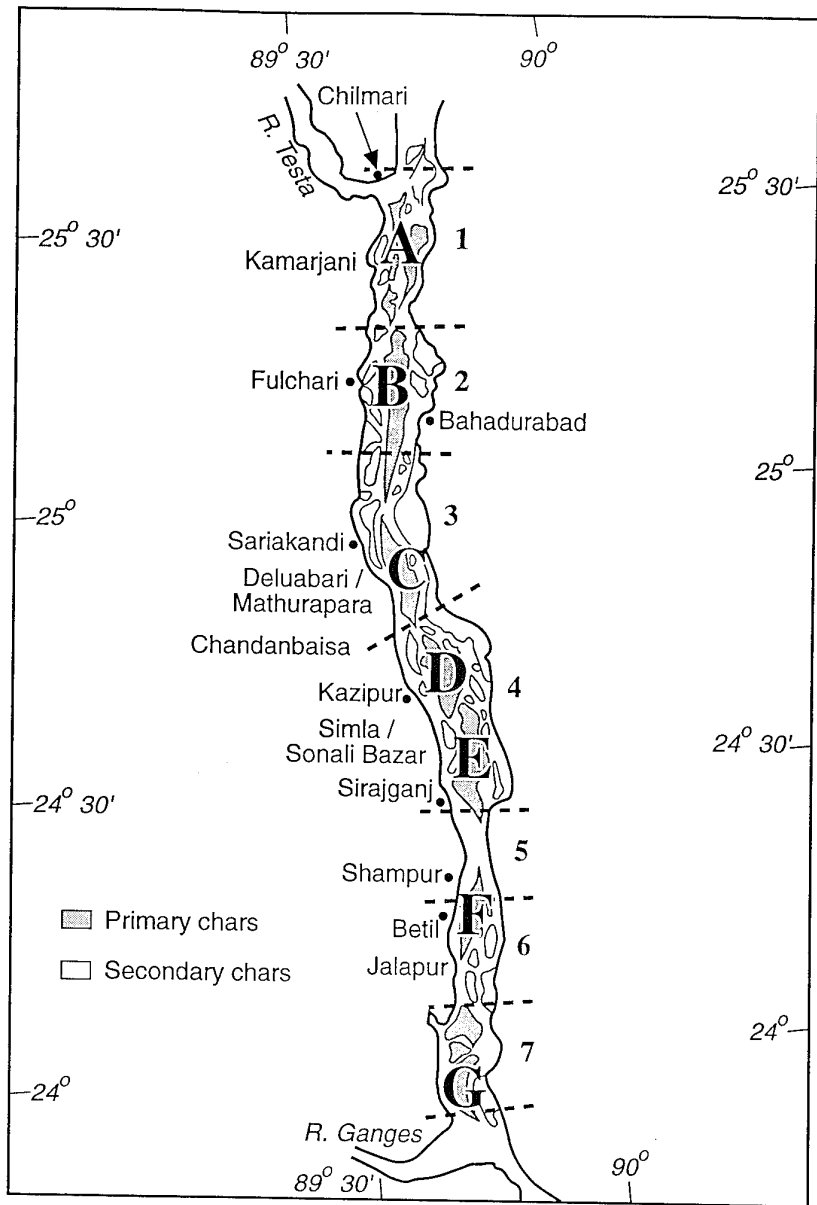 89° 30'
90°
Chilmari
R. Testa
25° 30'
25° 30'
A
1
Kamarjani
Fulchari
B
2
Bahadurabad
25°
25°
3
Sariakandi
C
Deluabari /
Mathurapara
Chandanbaisa
D
4
Kazipur
Simla /
Sonali Bazar
E
24° 30'
Sirajganj
24° 30'
5
Shampur
Primary chars
F
Betil
6
Secondary chars
Jalapur
24°
7
24°
G
R. Ganges
89° 30'
90°